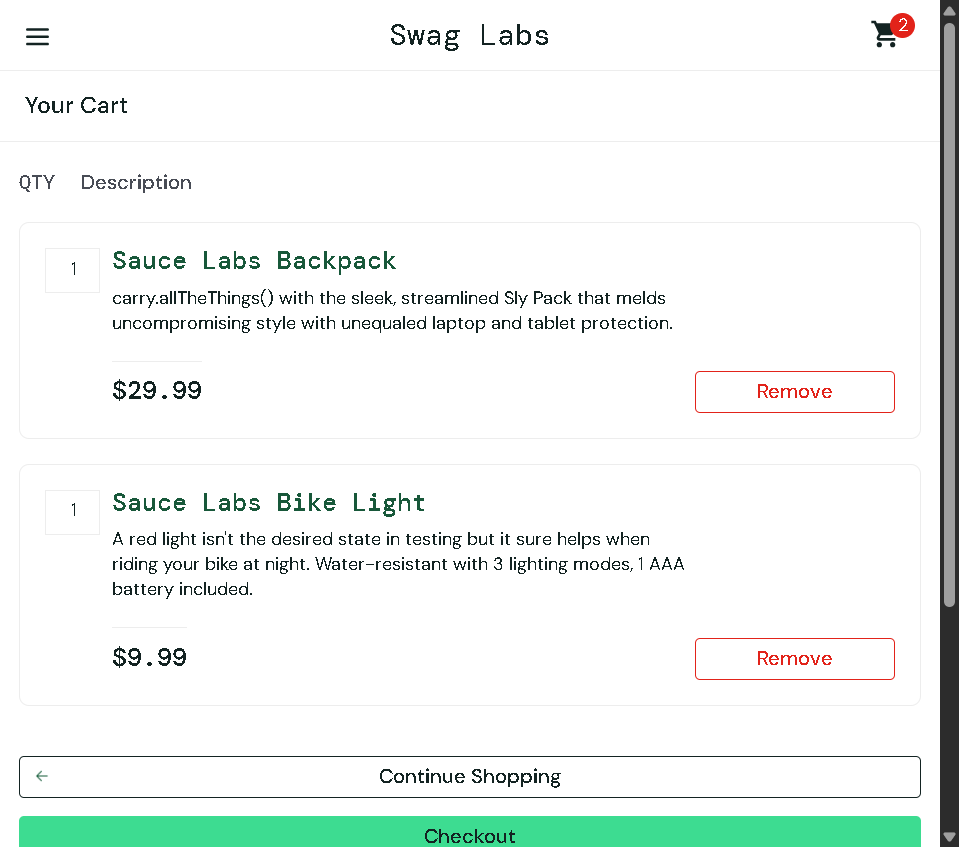 Swag Labs
2
Your Cart
QTY Description
1
Sauce Labs Backpack
carry.allTheThings() with the sleek, streamlined Sly Pack that melds
uncompromising style with unequaled laptop and tablet protection.
$29.99
Remove
1
Sauce Labs Bike Light
A red light isn't the desired state in testing but it sure helps when
riding your bike at night. Water-resistant with 3 lighting modes, 1 AAA
battery included.
$9.99
Remove
Continue Shopping
Checkout